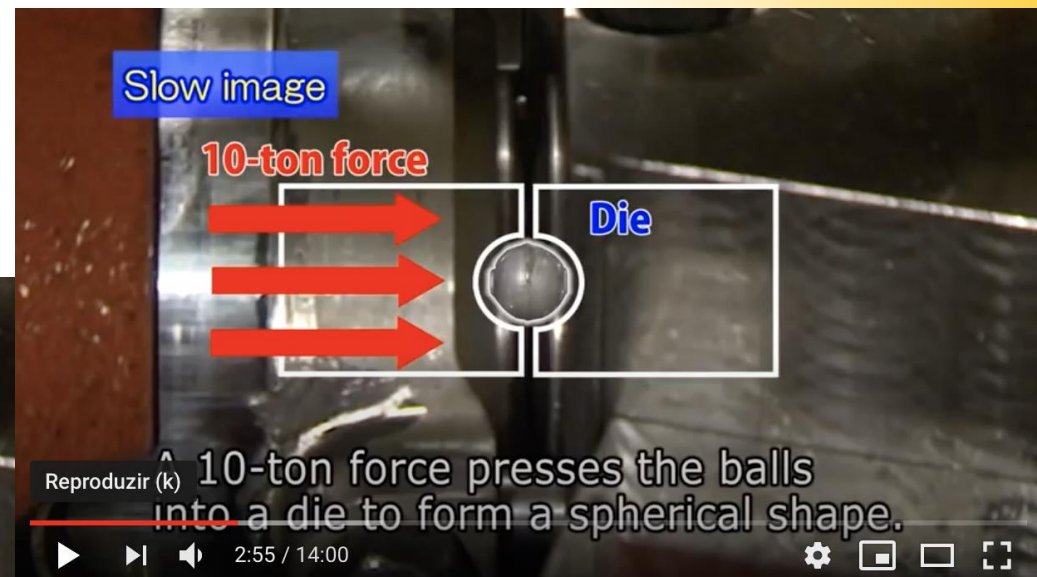 Slow image
10-ton force
Die
A 10-ton force presses the balls
into a die to form a spherical shape.
Reproduzir (k)
2:55 / 14:00